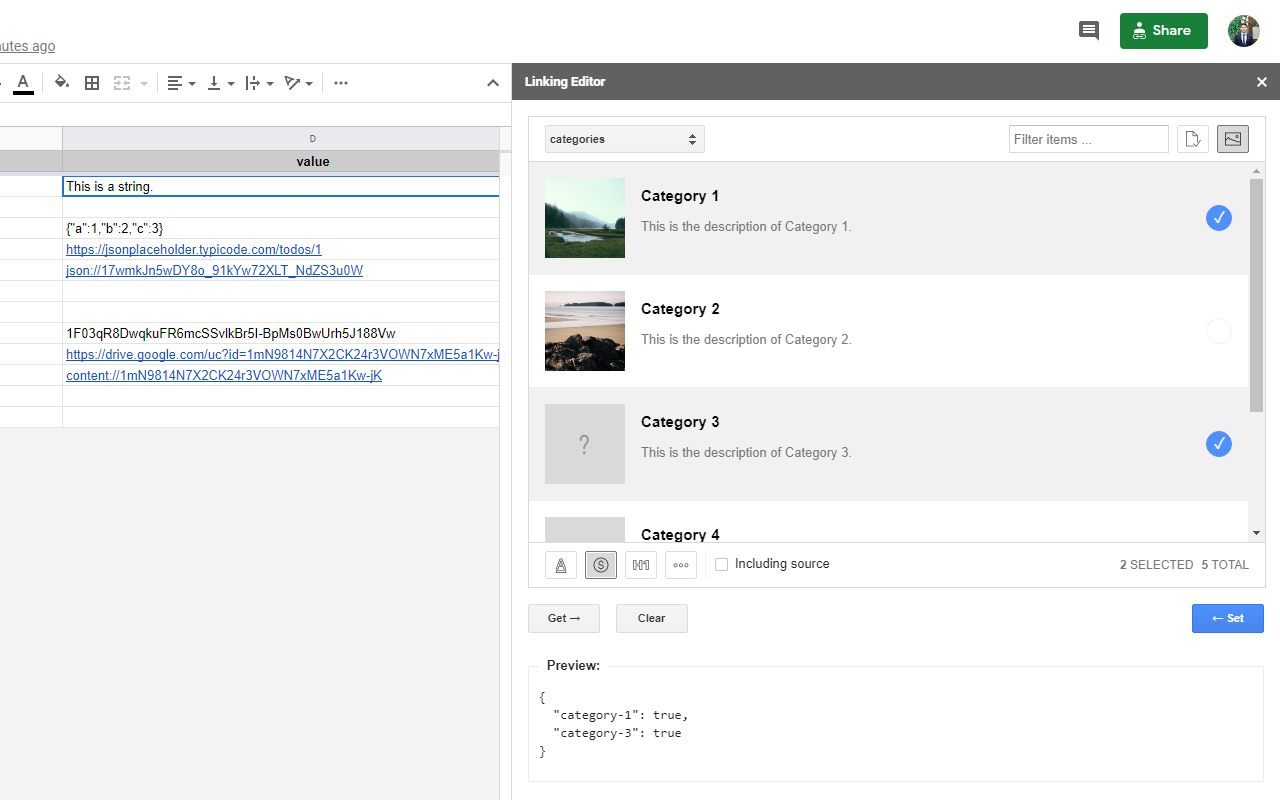 utes ago
Share
A
Linking Editor
D
value
This is a string.
{"a":1,"b":2,"c":3}
https://jsonplaceholder.typicode.com/todos/1
json://17wmkJn5wDY8o_91kYw72XLT_NdZS3u0W
1F03qR8DwqkuFR6mcSSvlkBr5I-BpMs0BwUrh5J188Vw
https://drive.google.com/uc?id=1mN9814N7X2CK24r3VOWN7xME5a1Kw-j
content://1mN9814N7X2CK24r3VOWN7xME5a1Kw-jK
categories
Filter items ...
Category 1
This is the description of Category 1.
Category 2
This is the description of Category 2.
?
Category 3
This is the description of Category 3.
Category 4
H1
Including source
2 SELECTED 5 TOTAL
Get →
Clear
← Set
Preview:
{
"category-1": true,
"category-3": true
}